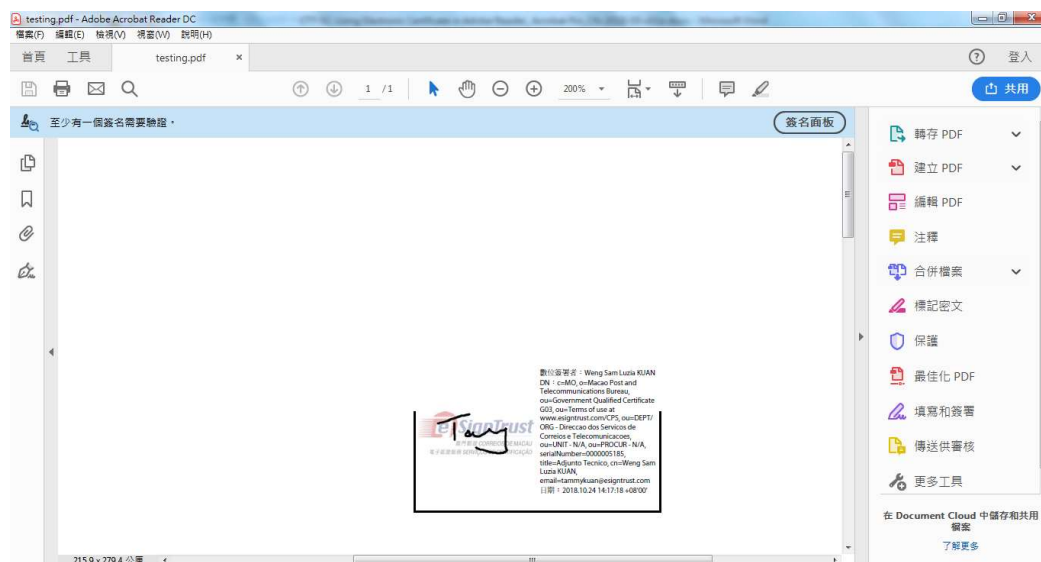 testing.pdf - Adobe Acrobat Reader DC
檔案(F) 編輯(E) 檢視(V) 視窗(W) 說明(H)
首頁 工具 testing.pdf × ? 登入
1 / 1 200% 共用
至少有一個簽名需要驗證。 簽名面板
轉存 PDF
建立 PDF
編輯 PDF
注釋
合併檔案
標記密文
保護
最佳化 PDF
填寫和簽署
傳送供審核
更多工具
在 Document Cloud 中儲存和共用
檔案
了解更多
eSignTrust
Tammy
數位簽署者：Weng Sam Luzia KUAN
DN：c=MO, o=Macao Post and
Telecommunications Bureau,
ou=Government Qualified Certificate
G03, ou=Terms of use at
www.esigntrust.com/CPS, ou=DEPT/
ORG - Direccao dos Servicos de
Correios e Telecomunicacoes,
ou=UNIT - N/A, ou=PROCUR - N/A,
serialNumber=0000005185,
title=Adjunto Tecnico, cn=Weng Sam
Luzia KUAN,
email=tammykuan@esigntrust.com
日期：2018.10.24 14:17:18 +08'00'
215.9 x 279.4 公厘